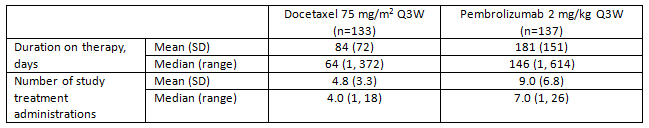 Docetaxel 75 mg/m² Q3W Pembrolizumab 2 mg/kg Q3W
(n=133) (n=137)
Duration on therapy, Mean (SD) 84 (72) 181 (151)
days Median (range) 64 (1, 372) 146 (1, 614)
Number of study Mean (SD) 4.8 (3.3) 9.0 (6.8)
treatment Median (range) 4.0 (1, 18) 7.0 (1, 26)
administrations